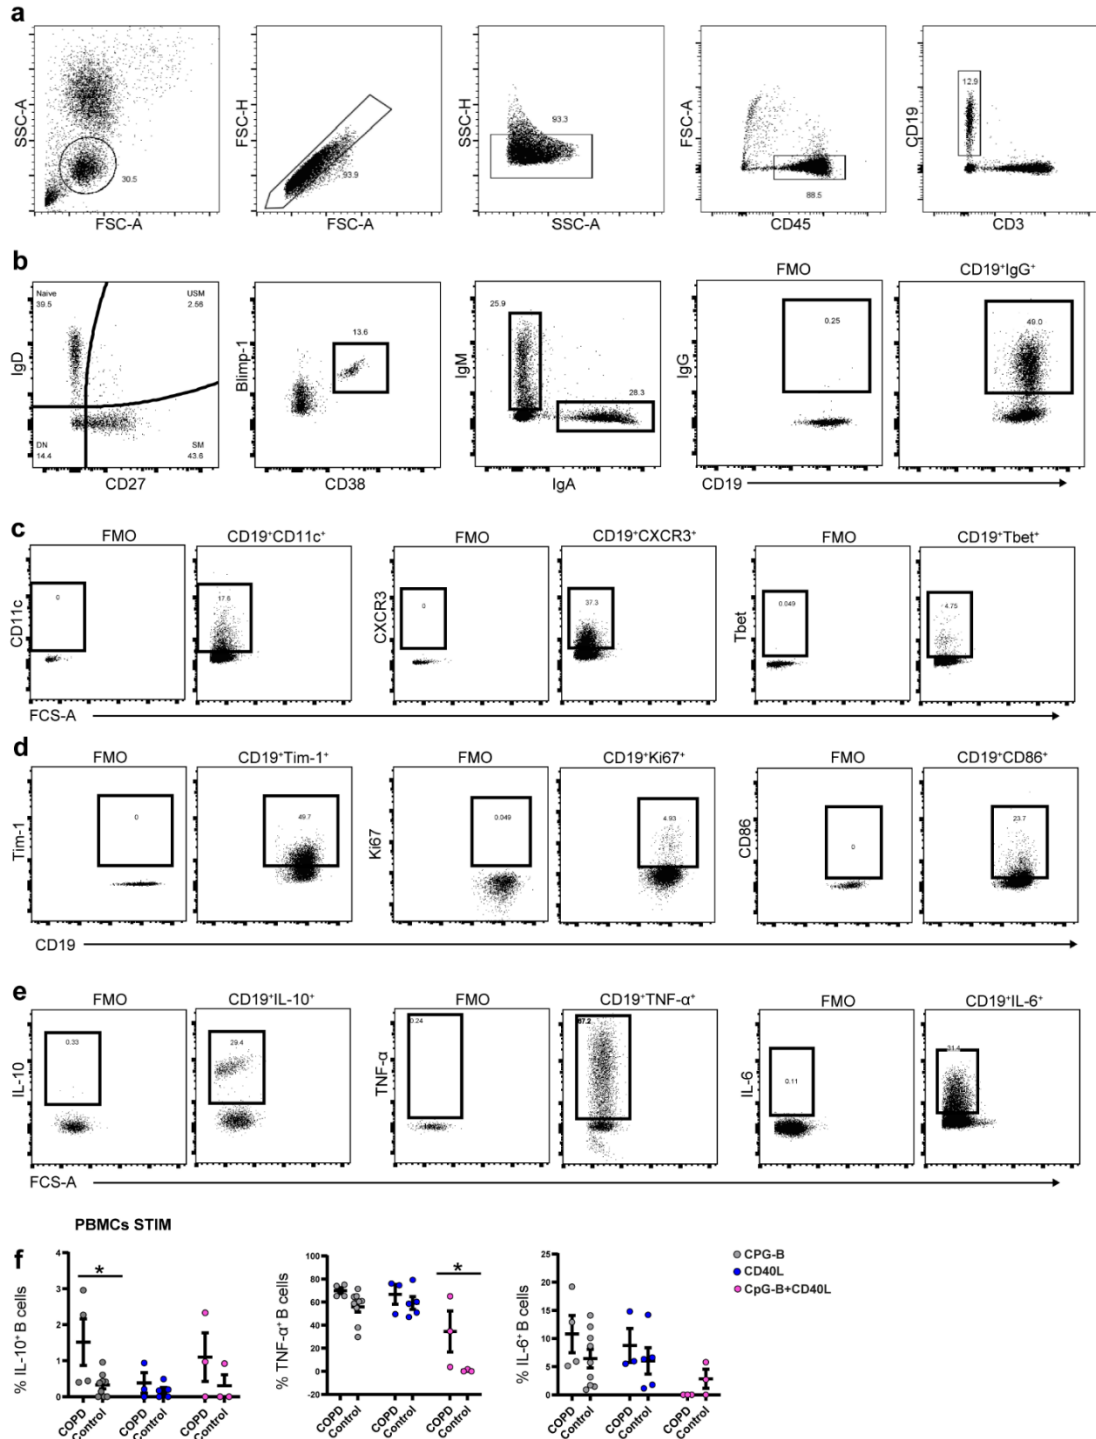 a
SSC-A
30.5
FSC-A
FSC-H
93.9
FSC-A
SSC-H
93.3
SSC-A
FSC-A
88.5
CD45
CD19
12.9
CD3
b
Naive
39.5
USM
2.56
IgD
DN
14.4
SM
43.6
CD27
Blimp-1
13.6
CD38
25.9
IgM
28.3
IgA
FMO
IgG
0.25
CD19⁺IgG⁺
49.0
CD19
c
FMO
CD11c
0
CD19⁺CD11c⁺
17.6
FMO
CXCR3
0
CD19⁺CXCR3⁺
37.3
FMO
Tbet
0.049
CD19⁺Tbet⁺
4.75
FCS-A
d
FMO
Tim-1
0
CD19⁺Tim-1⁺
49.7
FMO
Ki67
0.049
CD19⁺Ki67⁺
4.93
FMO
CD86
0
CD19⁺CD86⁺
23.7
CD19
e
FMO
IL-10
0.33
CD19⁺IL-10⁺
29.4
FMO
TNF-α
0.24
CD19⁺TNF-α⁺
67.2
FMO
IL-6
0.11
CD19⁺IL-6⁺
31.4
FCS-A
PBMCs STIM
f
% IL-10⁺ B cells
4
3
2
1
0
*
COPD
Control
COPD
Control
COPD
Control
% TNF-α⁺ B cells
100
80
60
40
20
0
-20
*
COPD
Control
COPD
Control
COPD
Control
% IL-6⁺ B cells
25
20
15
10
5
0
COPD
Control
COPD
Control
COPD
Control
CPG-B
CD40L
CpG-B+CD40L